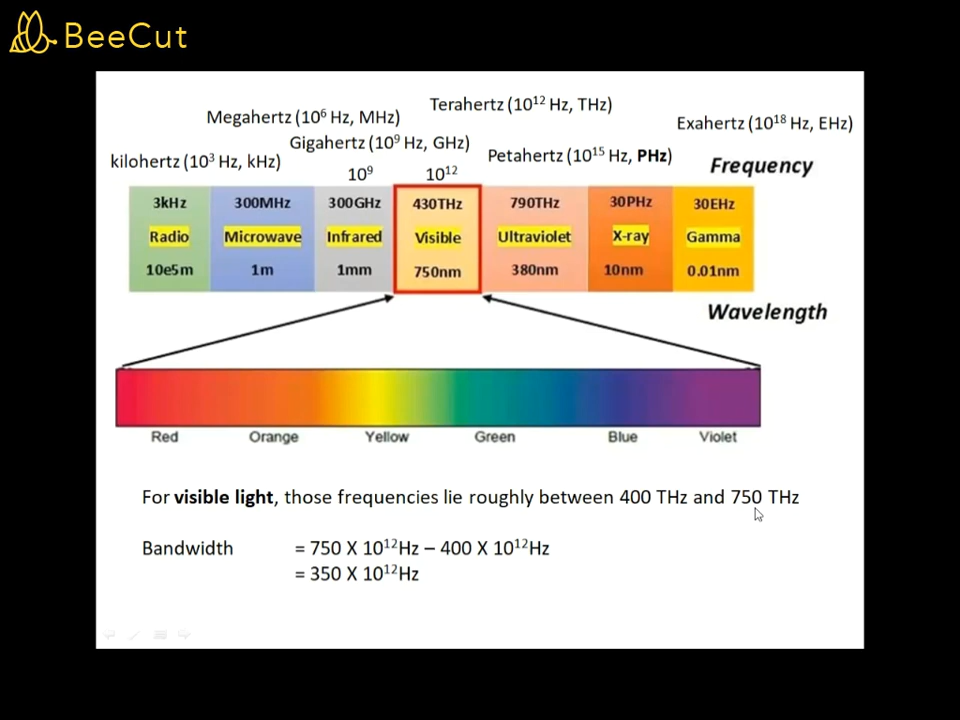 BeeCut
Terahertz (10¹² Hz, THz)
Megahertz (10⁶ Hz, MHz)
Exahertz (10¹⁸ Hz, EHz)
Gigahertz (10⁹ Hz, GHz)
kilohertz (10³ Hz, kHz)
Petahertz (10¹⁵ Hz, PHz)
Frequency
10⁹ 10¹²
3kHz 300MHz 300GHz 430THz 790THz 30PHz 30EHz
Radio Microwave Infrared Visible Ultraviolet X-ray Gamma
10e5m 1m 1mm 750nm 380nm 10nm 0.01nm
Wavelength
Red Orange Yellow Green Blue Violet
For visible light, those frequencies lie roughly between 400 THz and 750 THz
Bandwidth = 750 X 10¹²Hz – 400 X 10¹²Hz
= 350 X 10¹²Hz